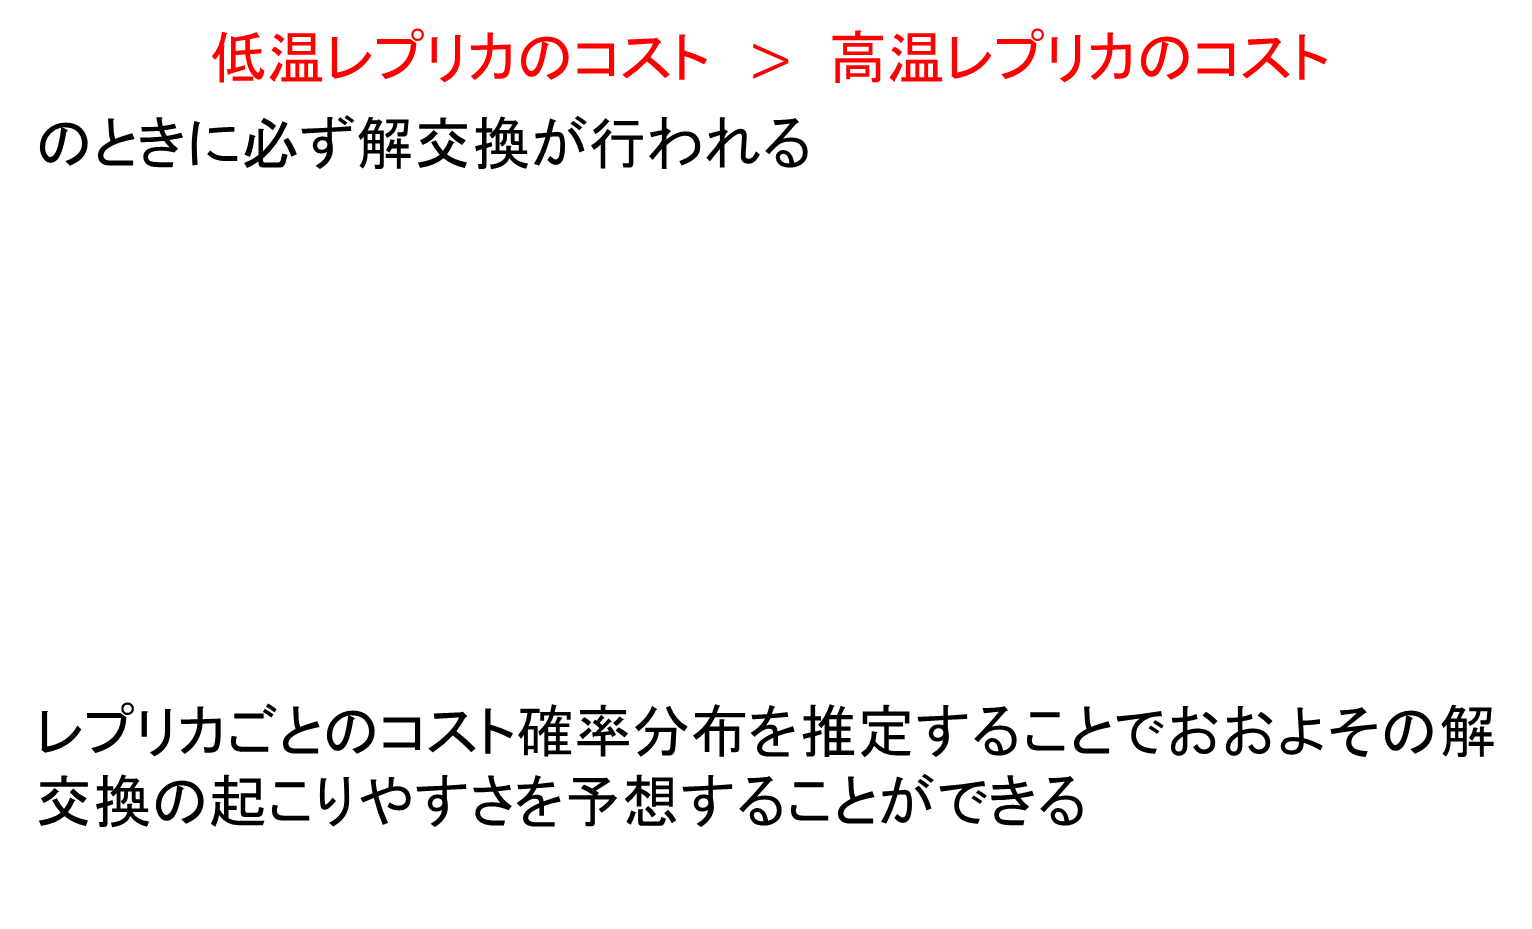 低温レプリカのコスト　>　高温レプリカのコスト
のときに必ず解交換が行われる
レプリカごとのコスト確率分布を推定することでおおよその解
交換の起こりやすさを予想することができる